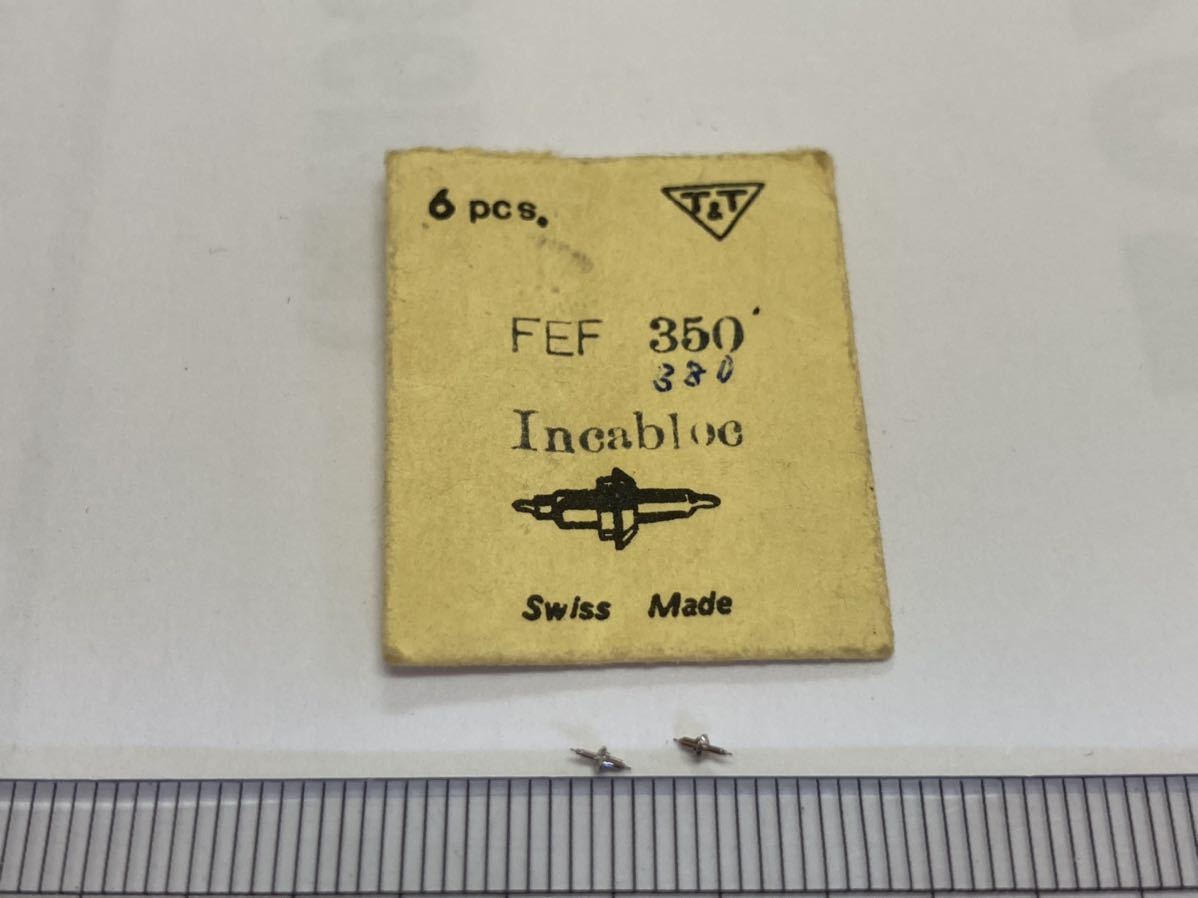 6 pcs.
T&T
FEF 350
380
Incabloc
Swiss Made